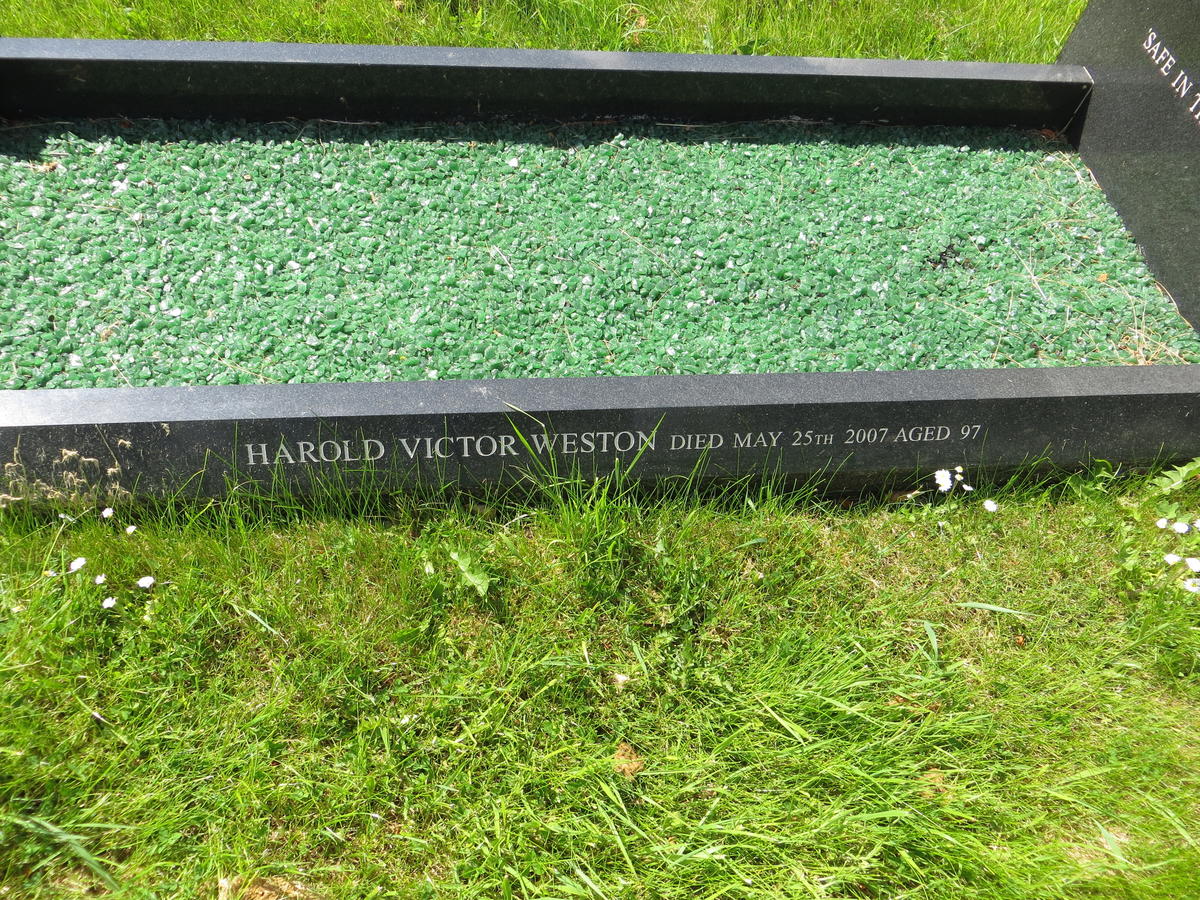 'SAFE IN
HAROLD VICTOR WESTON DIED MAY 25TH 2007 AGED 97